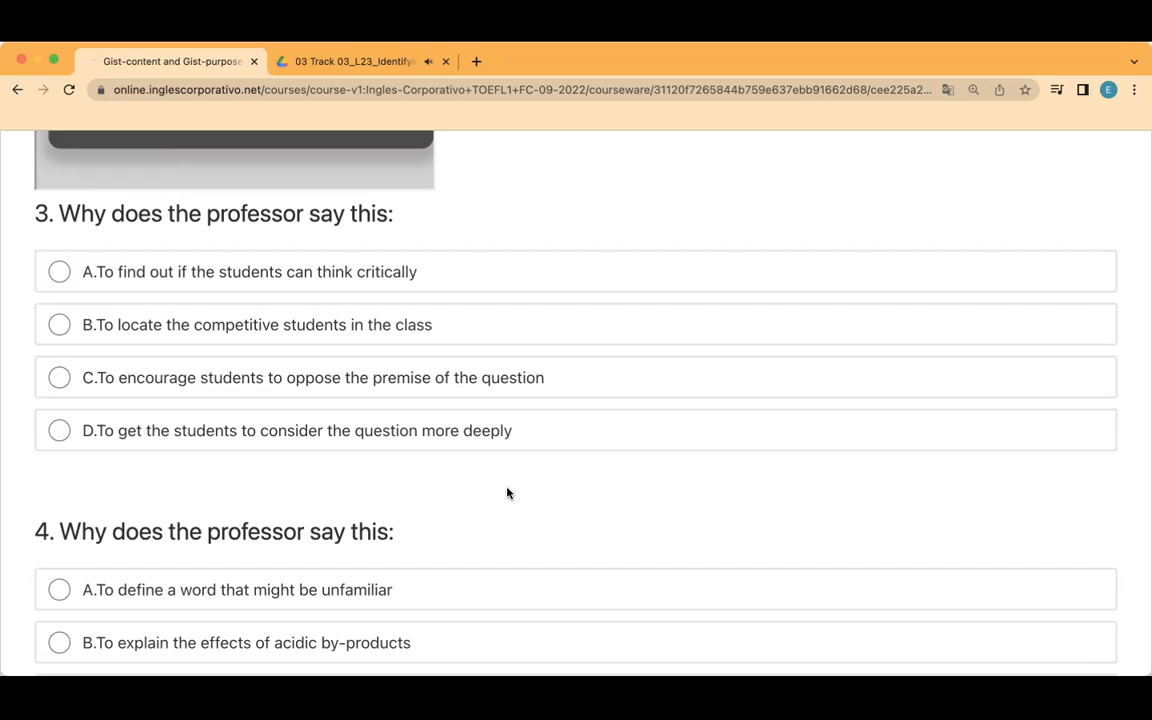 Gist-content and Gist-purpose
03 Track 03_L23_Identify
online.inglescorporativo.net/courses/course-v1:Ingles-Corporativo+TOEFL1+FC-09-2022/courseware/31120f7265844b759e637ebb91662d68/cee225a2...
E
3. Why does the professor say this:
A.To find out if the students can think critically
B.To locate the competitive students in the class
C.To encourage students to oppose the premise of the question
D.To get the students to consider the question more deeply
4. Why does the professor say this:
A.To define a word that might be unfamiliar
B.To explain the effects of acidic by-products